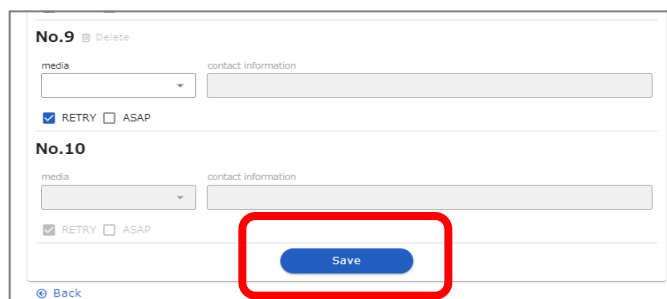 No.9 Delete
media contact information
RETRY ASAP
No.10
media contact information
RETRY ASAP
Save
Back